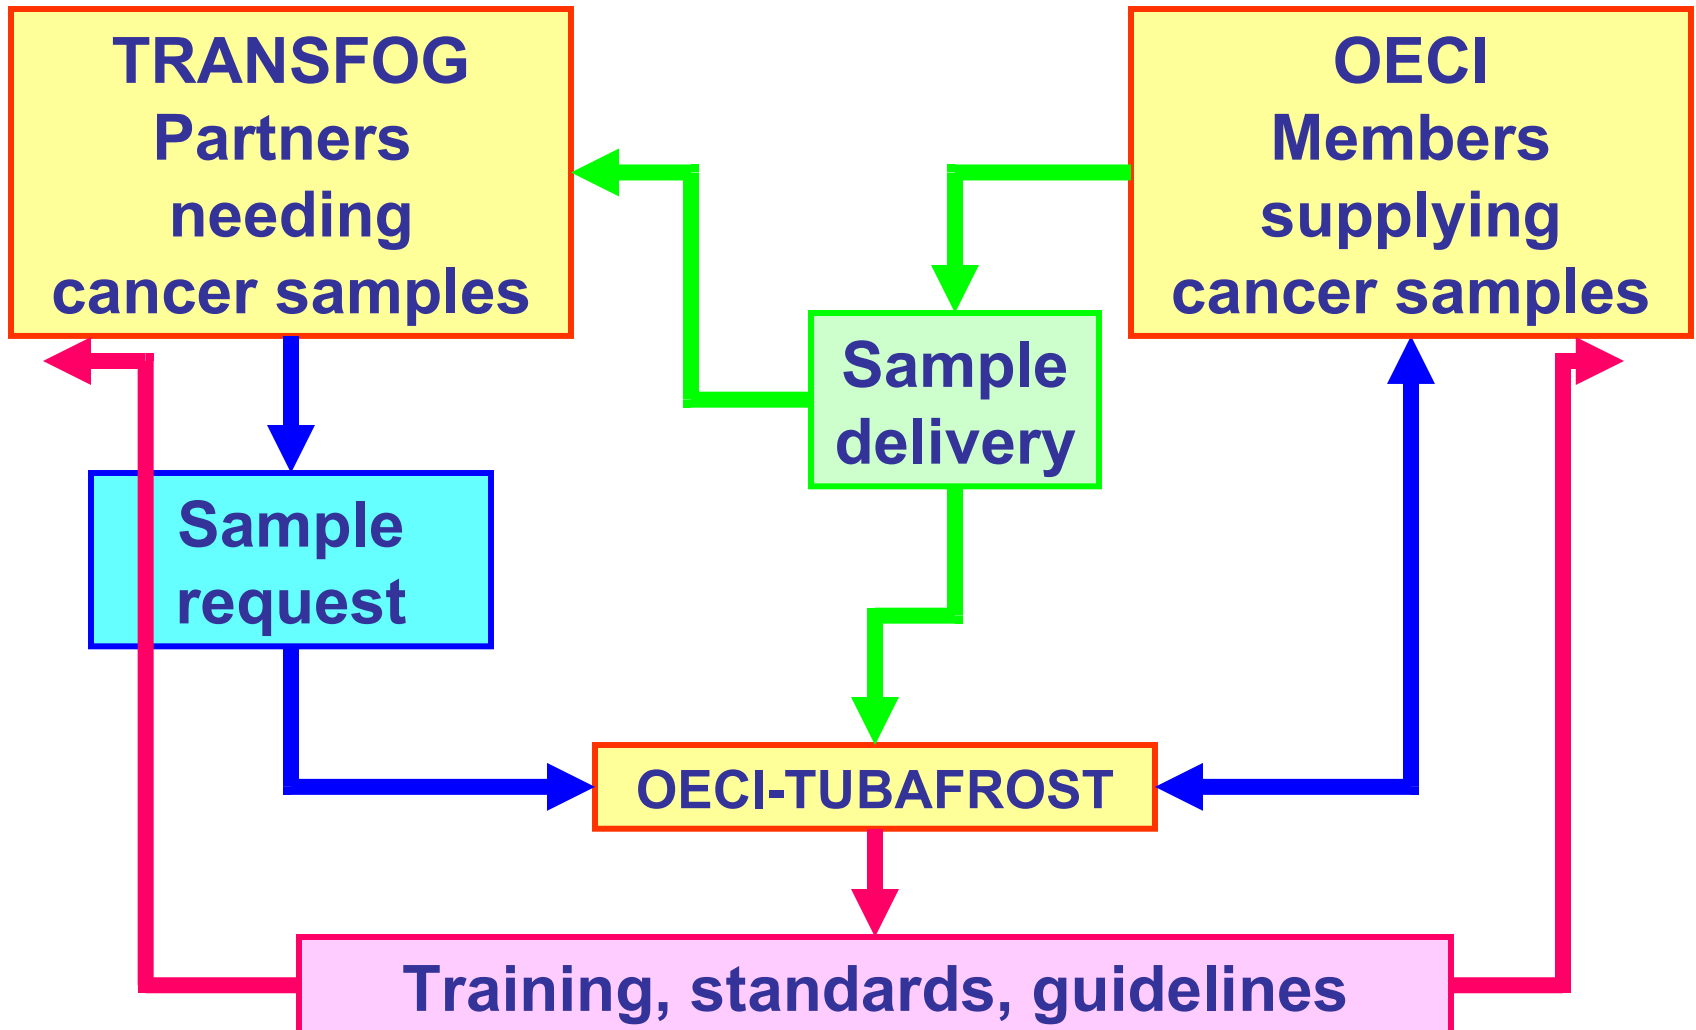 TRANSFOG
Partners
needing
cancer samples
OECI
Members
supplying
cancer samples
Sample
delivery
Sample
request
OECI-TUBAFROST
Training, standards, guidelines